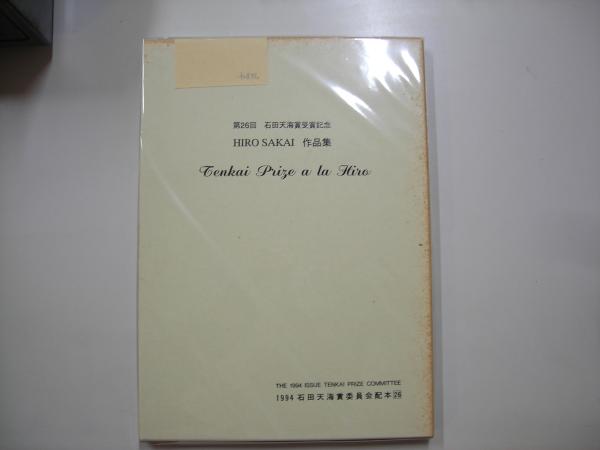 第26回 石田天海賞受賞記念
HIRO SAKAI 作品集
Tenkai Prize a la Hiro
THE 1994 ISSUE TENKAI PRIZE COMMITTEE
1994 石田天海賞委員会配本 26